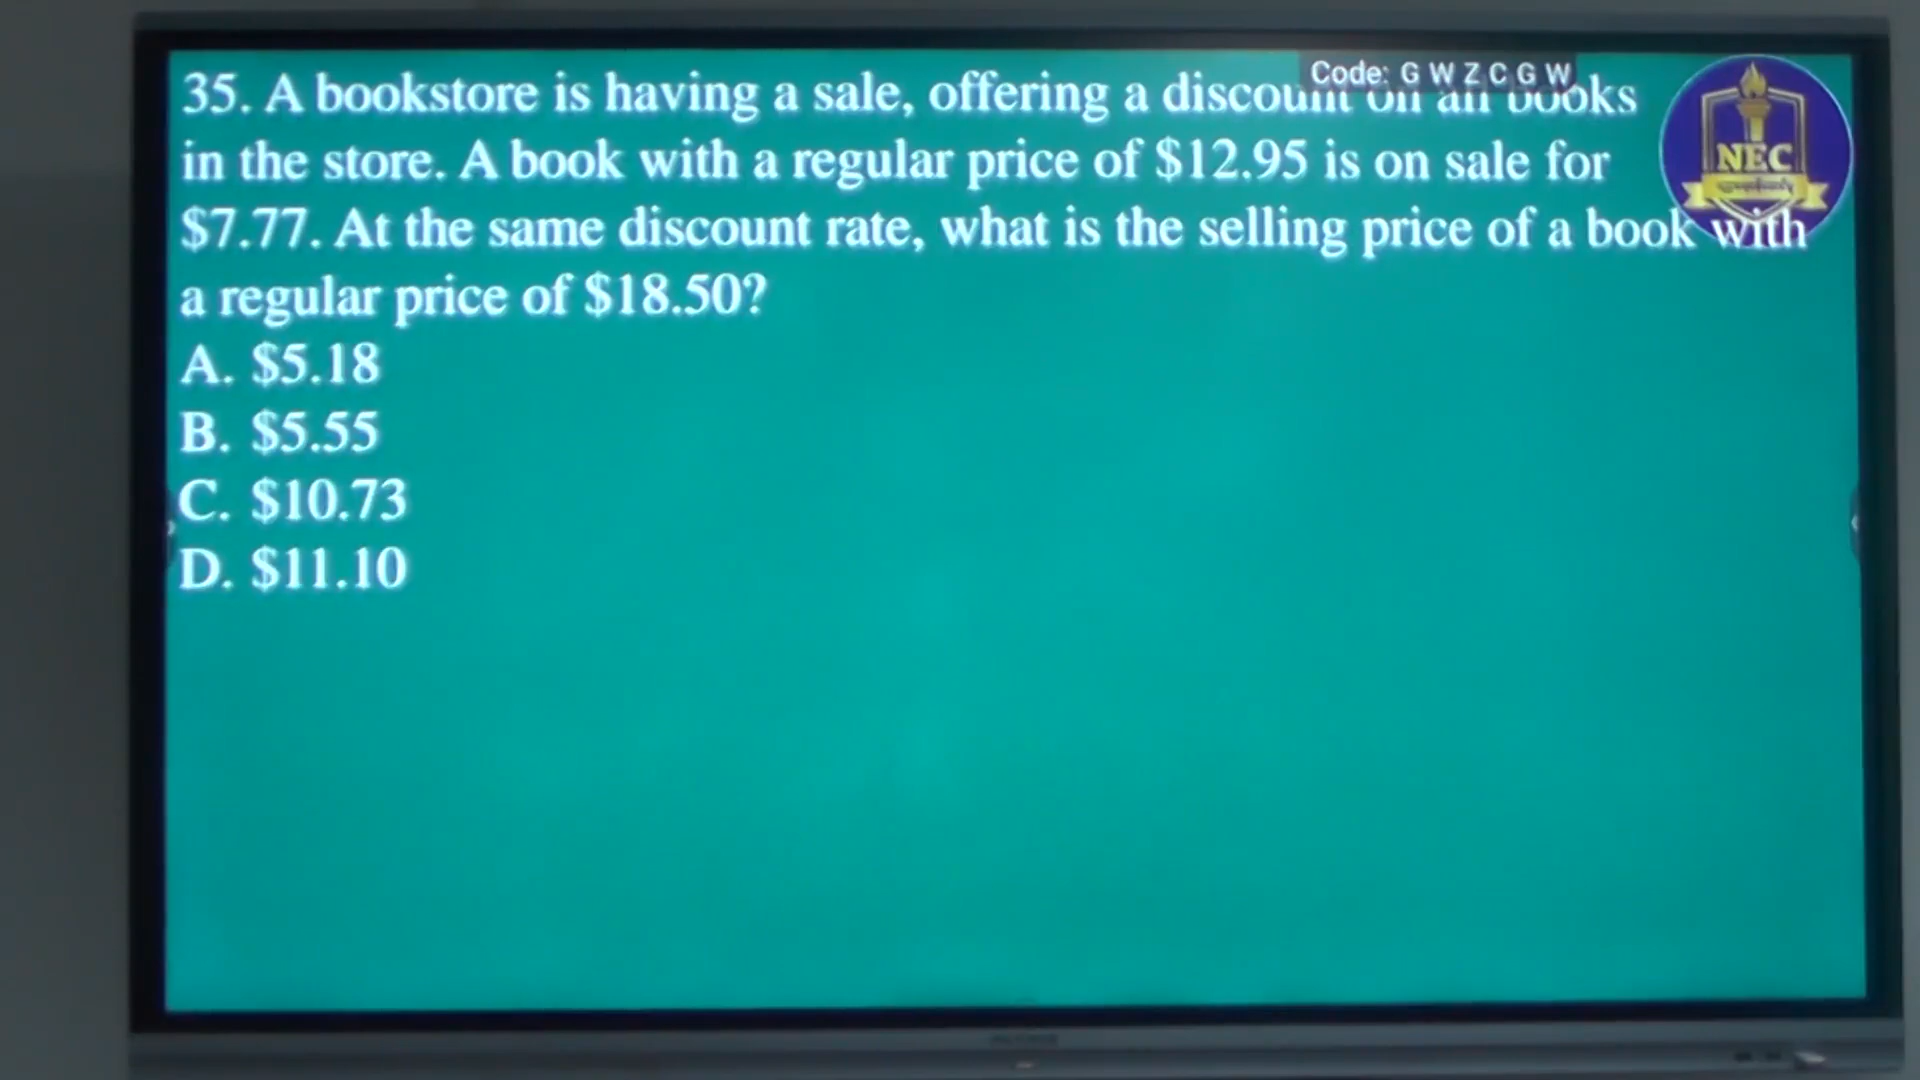 Code: G W Z C G W
35. A bookstore is having a sale, offering a discount on all books
in the store. A book with a regular price of $12.95 is on sale for
$7.77. At the same discount rate, what is the selling price of a book with
a regular price of $18.50?
A. $5.18
B. $5.55
C. $10.73
D. $11.10
NEC